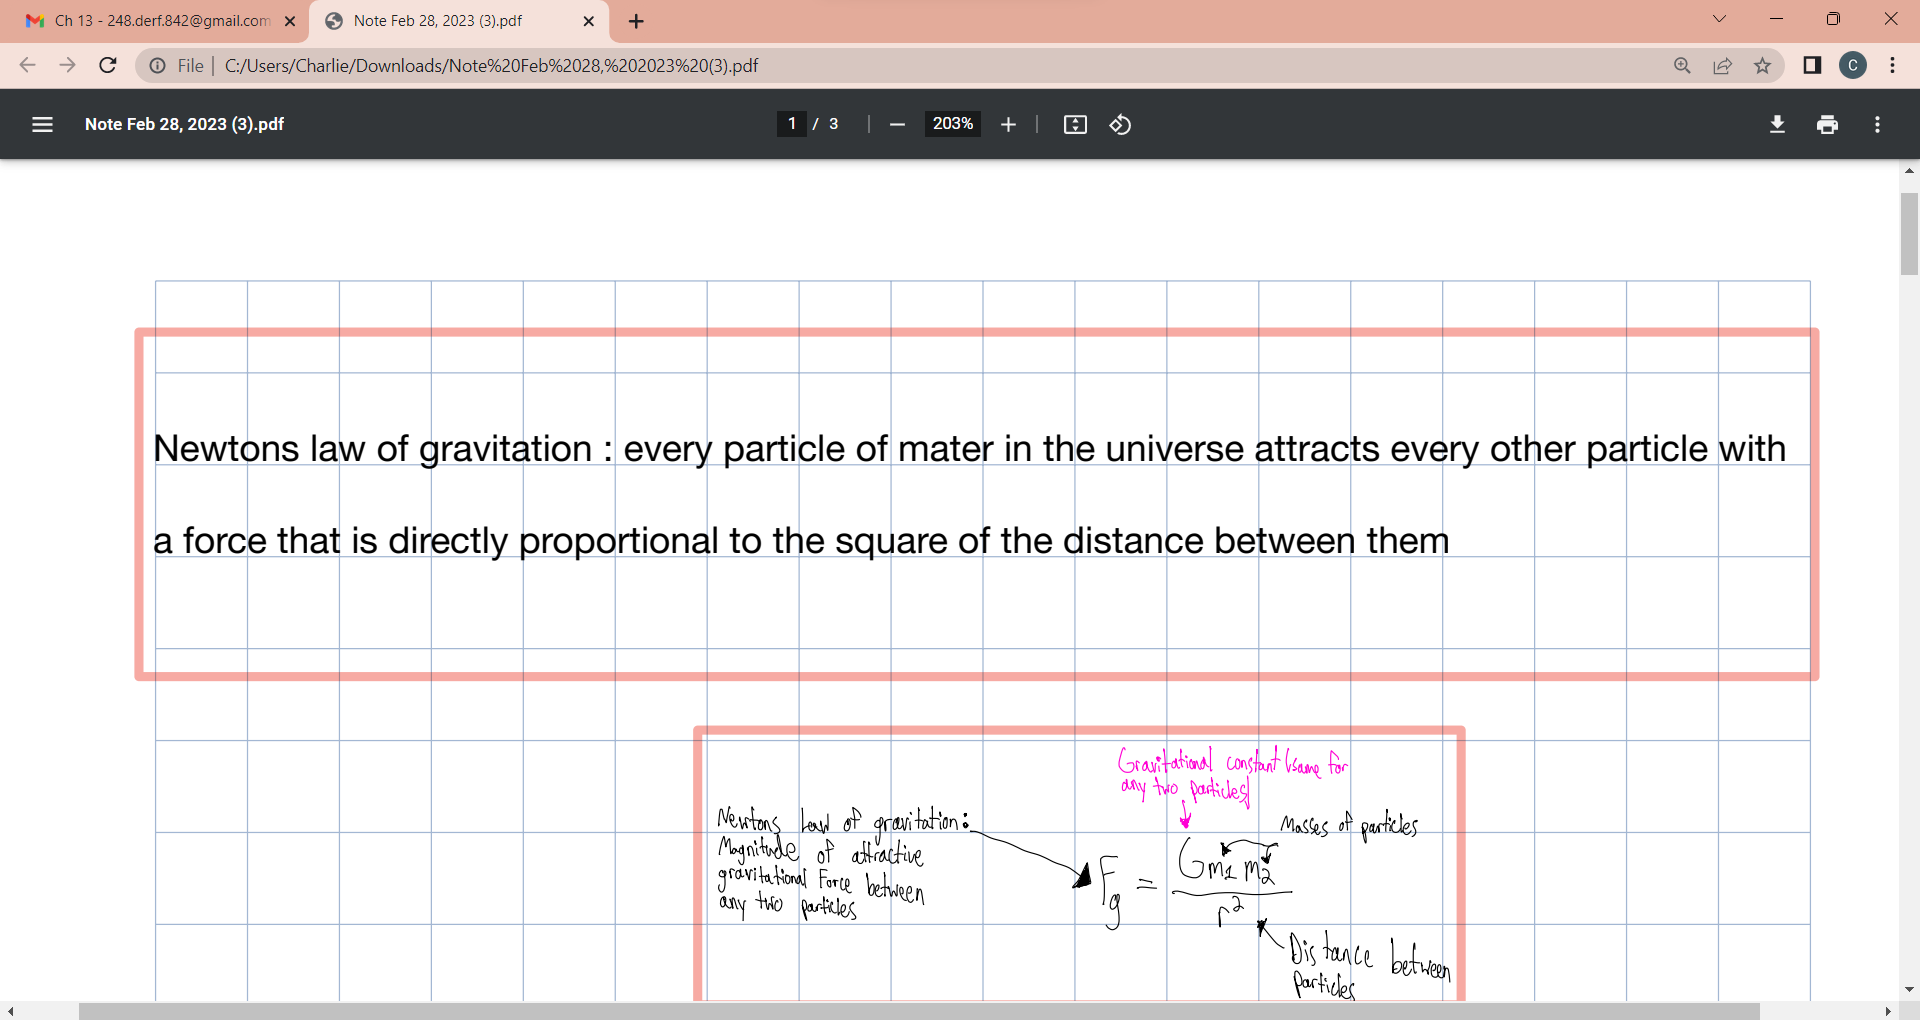 Ch 13 - 248.derf.842@gmail.com
Note Feb 28, 2023 (3).pdf
File | C:/Users/Charlie/Downloads/Note%20Feb%2028,%202023%20(3).pdf
C
Note Feb 28, 2023 (3).pdf
1 / 3
203%
Newtons law of gravitation : every particle of mater in the universe attracts every other particle with
a force that is directly proportional to the square of the distance between them
Gravitational constant (same for
any two particles)
Newtons Law of gravitation:
Magnitude of attractive
gravitational Force between
any two particles
Masses of particles
Fg = Gm1 m2
r²
Distance between
Particles